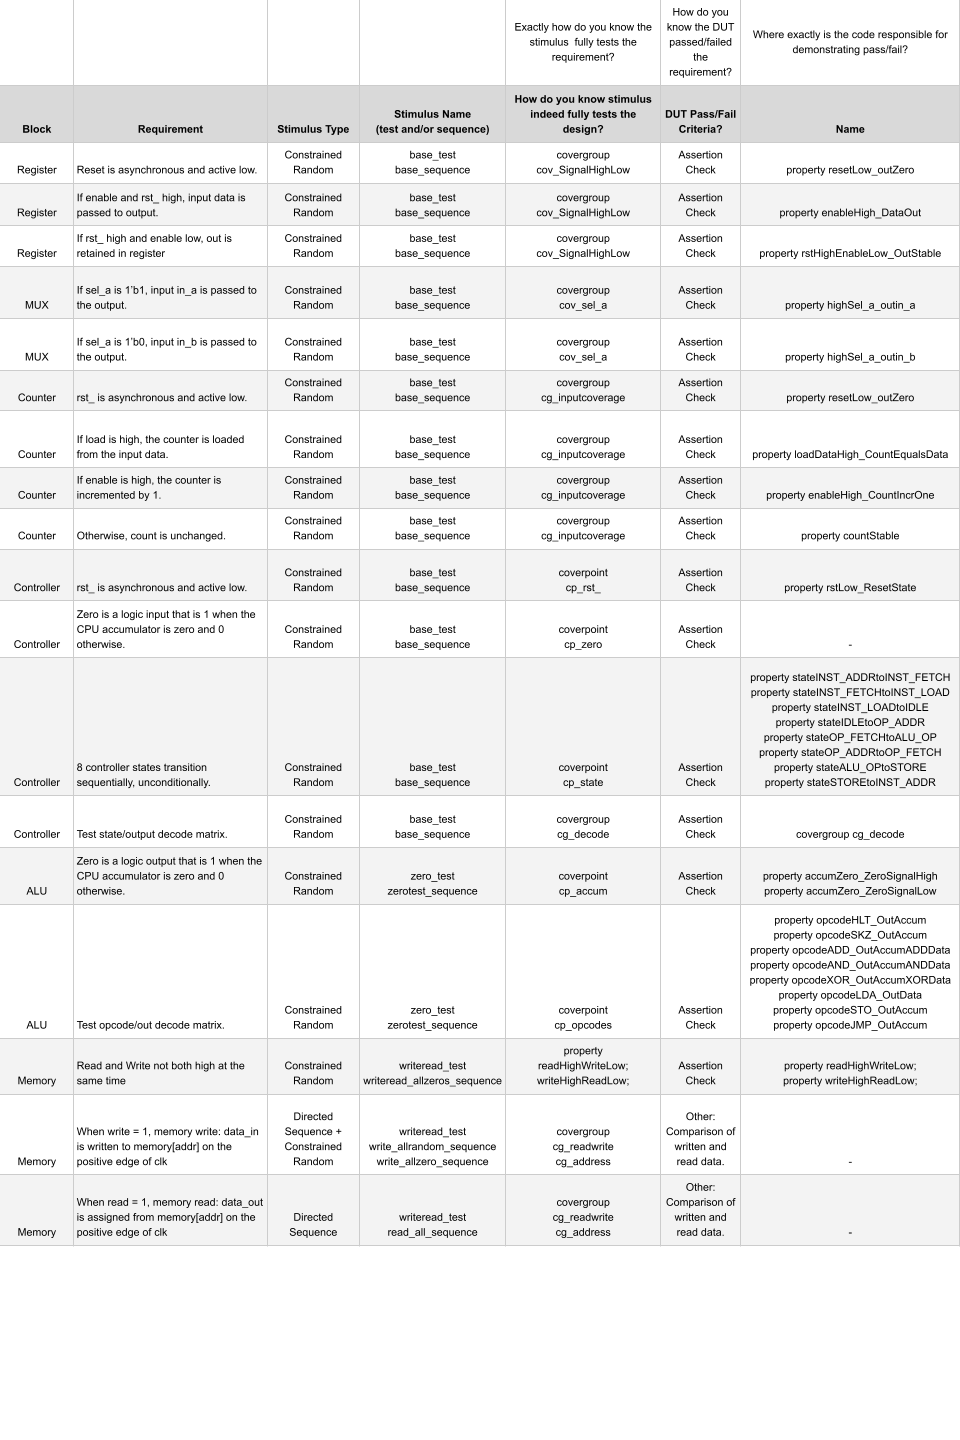 Exactly how do you know the
stimulus fully tests the
requirement?
How do you
know the DUT
passed/failed
the
requirement?
Where exactly is the code responsible for
demonstrating pass/fail?
Block
Requirement
Stimulus Type
Stimulus Name
(test and/or sequence)
How do you know stimulus
indeed fully tests the
design?
DUT Pass/Fail
Criteria?
Name
Register
Reset is asynchronous and active low.
Constrained
Random
base_test
base_sequence
covergroup
cov_SignalHighLow
Assertion
Check
property resetLow_outZero
Register
If enable and rst_ high, input data is
passed to output.
Constrained
Random
base_test
base_sequence
covergroup
cov_SignalHighLow
Assertion
Check
property enableHigh_DataOut
Register
If rst_ high and enable low, out is
retained in register
Constrained
Random
base_test
base_sequence
covergroup
cov_SignalHighLow
Assertion
Check
property rstHighEnableLow_OutStable
MUX
If sel_a is 1'b1, input in_a is passed to
the output.
Constrained
Random
base_test
base_sequence
covergroup
cov_sel_a
Assertion
Check
property highSel_a_outin_a
MUX
If sel_a is 1'b0, input in_b is passed to
the output.
Constrained
Random
base_test
base_sequence
covergroup
cov_sel_a
Assertion
Check
property highSel_a_outin_b
Counter
rst_ is asynchronous and active low.
Constrained
Random
base_test
base_sequence
covergroup
cg_inputcoverage
Assertion
Check
property resetLow_outZero
Counter
If load is high, the counter is loaded
from the input data.
Constrained
Random
base_test
base_sequence
covergroup
cg_inputcoverage
Assertion
Check
property loadDataHigh_CountEqualsData
Counter
If enable is high, the counter is
incremented by 1.
Constrained
Random
base_test
base_sequence
covergroup
cg_inputcoverage
Assertion
Check
property enableHigh_CountIncrOne
Counter
Otherwise, count is unchanged.
Constrained
Random
base_test
base_sequence
covergroup
cg_inputcoverage
Assertion
Check
property countStable
Controller
rst_ is asynchronous and active low.
Constrained
Random
base_test
base_sequence
coverpoint
cp_rst_
Assertion
Check
property rstLow_ResetState
Controller
Zero is a logic input that is 1 when the
CPU accumulator is zero and 0
otherwise.
Constrained
Random
base_test
base_sequence
coverpoint
cp_zero
Assertion
Check
-
Controller
8 controller states transition
sequentially, unconditionally.
Constrained
Random
base_test
base_sequence
coverpoint
cp_state
Assertion
Check
property stateINST_ADDRtoINST_FETCH
property stateINST_FETCHtoINST_LOAD
property stateINST_LOADtoIDLE
property stateIDLEtoOP_ADDR
property stateOP_FETCHtoALU_OP
property stateOP_ADDRtoOP_FETCH
property stateALU_OPtoSTORE
property stateSTOREtoINST_ADDR
Controller
Test state/output decode matrix.
Constrained
Random
base_test
base_sequence
covergroup
cg_decode
Assertion
Check
covergroup cg_decode
ALU
Zero is a logic output that is 1 when the
CPU accumulator is zero and 0
otherwise.
Constrained
Random
zero_test
zerotest_sequence
coverpoint
cp_accum
Assertion
Check
property accumZero_ZeroSignalHigh
property accumZero_ZeroSignalLow
ALU
Test opcode/out decode matrix.
Constrained
Random
zero_test
zerotest_sequence
coverpoint
cp_opcodes
Assertion
Check
property opcodeHLT_OutAccum
property opcodeSKZ_OutAccum
property opcodeADD_OutAccumADDData
property opcodeAND_OutAccumANDData
property opcodeXOR_OutAccumXORData
property opcodeLDA_OutData
property opcodeSTO_OutAccum
property opcodeJMP_OutAccum
Memory
Read and Write not both high at the
same time
Constrained
Random
writeread_test
writeread_allzeros_sequence
property
readHighWriteLow;
writeHighReadLow;
Assertion
Check
property readHighWriteLow;
property writeHighReadLow;
Memory
When write = 1, memory write: data_in
is written to memory[addr] on the
positive edge of clk
Directed
Sequence +
Constrained
Random
writeread_test
write_allrandom_sequence
write_allzero_sequence
covergroup
cg_readwrite
cg_address
Other:
Comparison of
written and
read data.
-
Memory
When read = 1, memory read: data_out
is assigned from memory[addr] on the
positive edge of clk
Directed
Sequence
writeread_test
read_all_sequence
covergroup
cg_readwrite
cg_address
Other:
Comparison of
written and
read data.
-